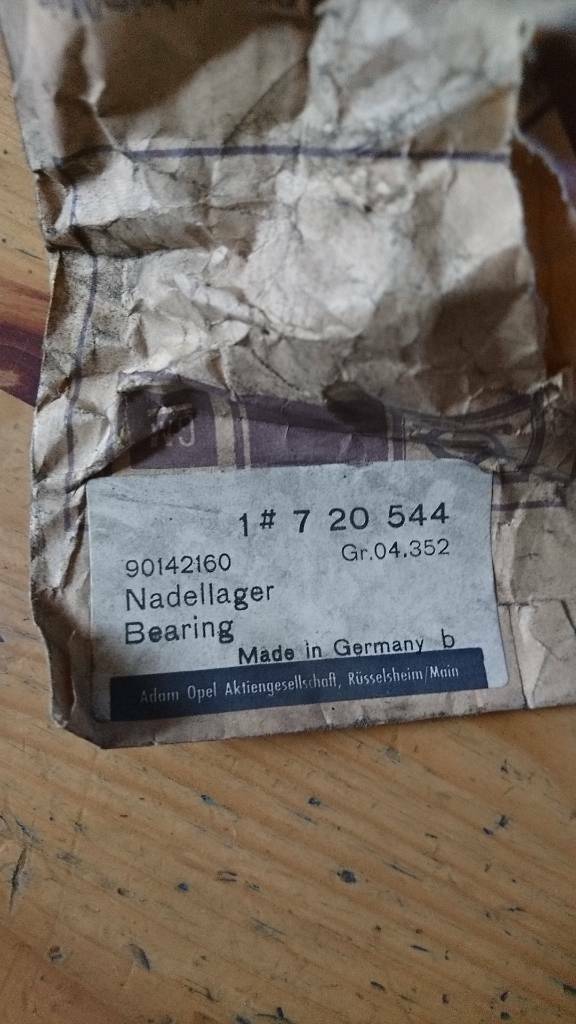 1# 7 20 544
90142160 Gr.04.352
Nadellager
Bearing
Made in Germany b
Adam Opel Aktiengesellschaft, Rüsselsheim/Main